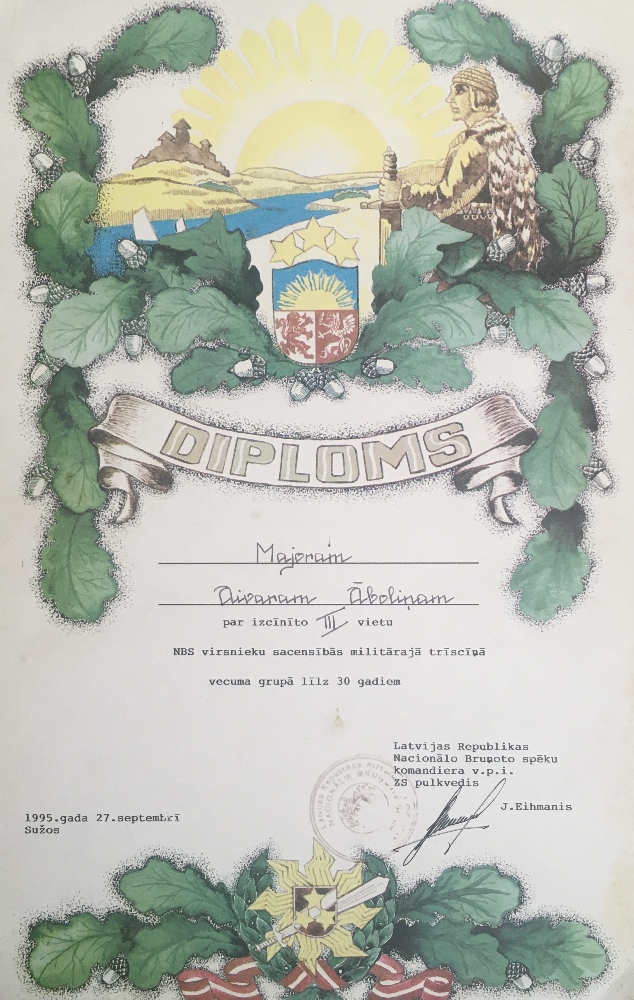 DIPLOMS
Majoram
Aivaram Āboliņam
par izcīnīto III vietu
NBS virsnieku sacensībās militārajā trīscīņā
vecuma grupā līlz 30 gadiem
Latvijas Republikas
Nacionālo Bruņoto spēku
komandiera v.p.i.
ZS pulkvedis
J.Eihmanis
1995.gada 27.septembrī
Sužos